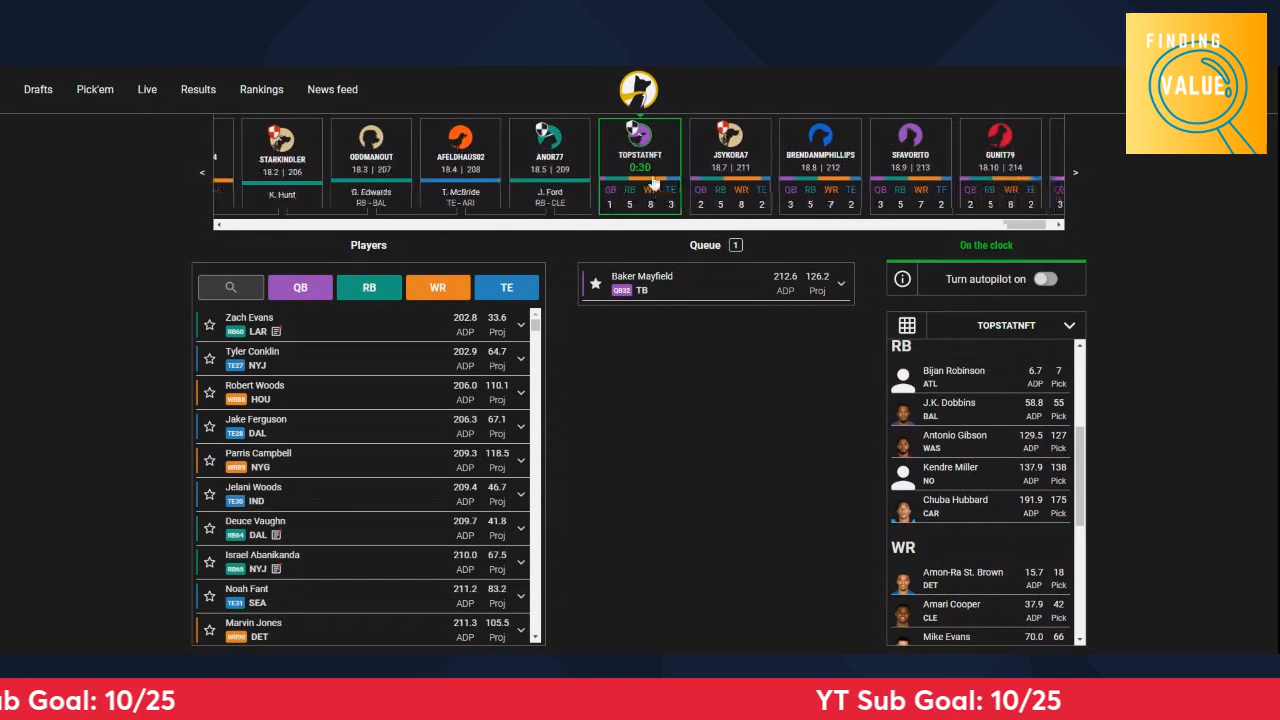 FINDING
VALUE
Drafts Pick'em Live Results Rankings News feed
4
STARKINDLER
18.2 | 206
K. Hunt
ODDMANOUT
18.3 | 207
G. Edwards
RB - BAL
AFELDHAUS02
18.4 | 208
T. McBride
TE - ARI
ANOR77
18.5 | 209
J. Ford
RB - CLE
TOPSTATNFT
0:30
QB RB WR TE
1 5 8 3
JSYKORA7
18.7 | 211
QB RB WR TE
2 5 8 2
BRENDANMPHILLIPS
18.8 | 212
QB RB WR TE
3 5 7 2
SFAVORITO
18.9 | 213
QB RB WR TE
3 5 7 2
GUNIT79
18.10 | 214
QB RB WR TE
2 5 8 2
3
< >
Players
QB RB WR TE
Zach Evans 202.8 33.6
RB60 LAR ADP Proj
Tyler Conklin 202.9 64.7
TE27 NYJ ADP Proj
Robert Woods 206.0 110.1
WR88 HOU ADP Proj
Jake Ferguson 206.3 67.1
TE28 DAL ADP Proj
Parris Campbell 209.3 118.5
WR89 NYG ADP Proj
Jelani Woods 209.4 46.7
TE30 IND ADP Proj
Deuce Vaughn 209.7 41.8
RB64 DAL ADP Proj
Israel Abanikanda 210.0 67.5
RB65 NYJ ADP Proj
Noah Fant 211.2 83.2
TE31 SEA ADP Proj
Marvin Jones 211.3 105.5
WR90 DET ADP Proj
Queue 1
Baker Mayfield 212.6 126.2
QB32 TB ADP Proj
On the clock
Turn autopilot on
TOPSTATNFT
RB
Bijan Robinson 6.7 7
ATL ADP Pick
J.K. Dobbins 58.8 55
BAL ADP Pick
Antonio Gibson 129.5 127
WAS ADP Pick
Kendre Miller 137.9 138
NO ADP Pick
Chuba Hubbard 191.9 175
CAR ADP Pick
WR
Amon-Ra St. Brown 15.7 18
DET ADP Pick
Amari Cooper 37.9 42
CLE ADP Pick
Mike Evans 70.0 66
ub Goal: 10/25 YT Sub Goal: 10/25